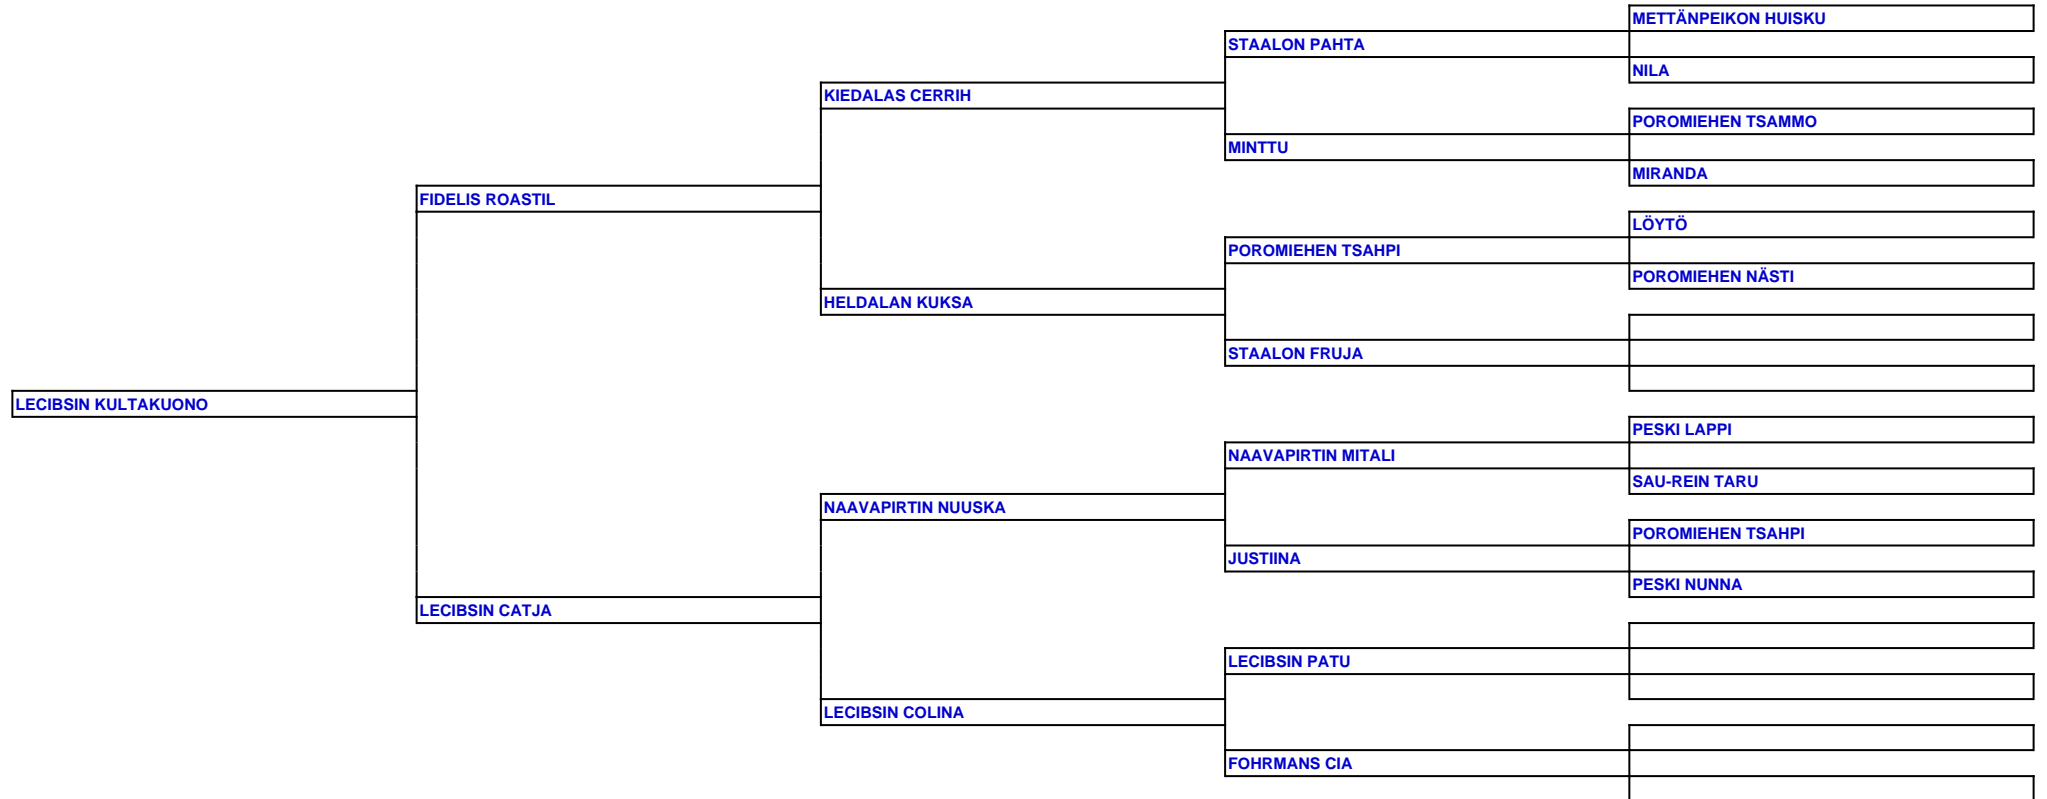 METTÄNPEIKON HUISKU
STAALON PAHTA
NILA
KIEDALAS CERRIH
POROMIEHEN TSAMMO
MINTTU
MIRANDA
FIDELIS ROASTIL
LÖYTÖ
POROMIEHEN TSAHPI
POROMIEHEN NÄSTI
HELDALAN KUKSA
STAALON FRUJA
LECIBSIN KULTAKUONO
PESKI LAPPI
NAAVAPIRTIN MITALI
SAU-REIN TARU
NAAVAPIRTIN NUUSKA
POROMIEHEN TSAHPI
JUSTIINA
PESKI NUNNA
LECIBSIN CATJA
LECIBSIN PATU
LECIBSIN COLINA
FOHRMANS CIA